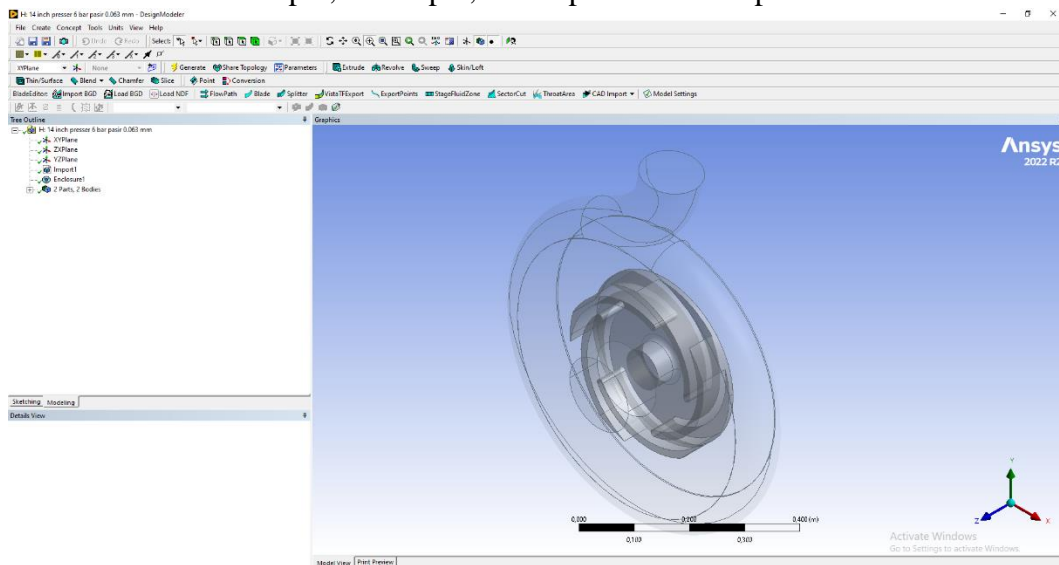 H: 14 inch presser 6 bar pasir 0.063 mm - DesignModeler
File Create Concept Tools Units View Help
Undo Redo Select:
XYPlane None Generate Share Topology Parameters Extrude Revolve Sweep Skin/Loft
Thin/Surface Blend Chamfer Slice Point Conversion
BladeEditor: Import BGD Load BGD Load NDF FlowPath Blade Splitter VistaTFExport ExportPoints StageFluidZone SectorCut ThroatArea CAD Import Model Settings
Tree Outline
H: 14 inch presser 6 bar pasir 0.063 mm
XYPlane
ZXPlane
YZPlane
Import1
Enclosure1
2 Parts, 2 Bodies
Sketching Modeling
Details View
Graphics
Ansys
2022 R2
0,000 0,200 0,400 (m)
0,100 0,300
Y
Z X
Activate Windows
Go to Settings to activate Windows.
Model View Print Preview